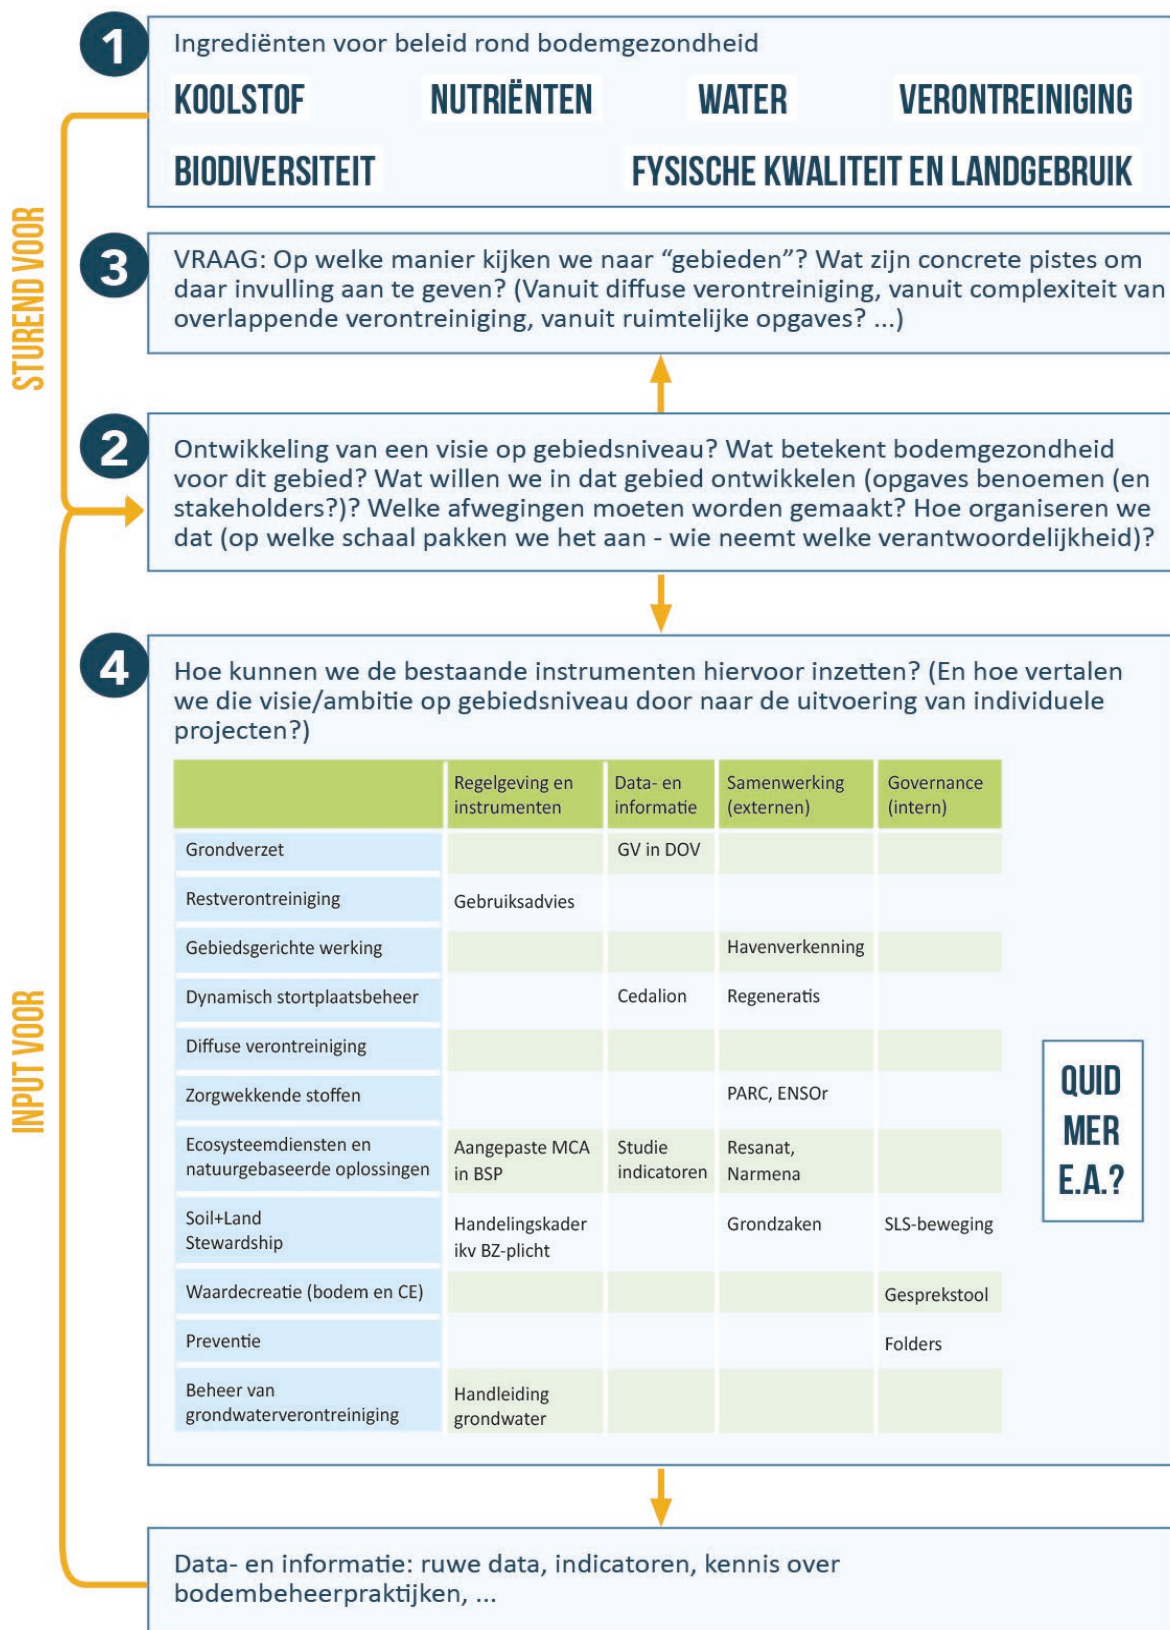 1
Ingrediënten voor beleid rond bodemgezondheid
KOOLSTOF NUTRIËNTEN WATER VERONTREINIGING
BIODIVERSITEIT FYSISCHE KWALITEIT EN LANDGEBRUIK
STUREND VOOR
3
VRAAG: Op welke manier kijken we naar “gebieden”? Wat zijn concrete pistes om
daar invulling aan te geven? (Vanuit diffuse verontreiniging, vanuit complexiteit van
overlappende verontreiniging, vanuit ruimtelijke opgaves? ...)
2
Ontwikkeling van een visie op gebiedsniveau? Wat betekent bodemgezondheid
voor dit gebied? Wat willen we in dat gebied ontwikkelen (opgaves benoemen (en
stakeholders?)? Welke afwegingen moeten worden gemaakt? Hoe organiseren we
dat (op welke schaal pakken we het aan - wie neemt welke verantwoordelijkheid)?
4
Hoe kunnen we de bestaande instrumenten hiervoor inzetten? (En hoe vertalen
we die visie/ambitie op gebiedsniveau door naar de uitvoering van individuele
projecten?)
Regelgeving en Data- en Samenwerking Governance
instrumenten informatie (externen) (intern)
Grondverzet GV in DOV
Restverontreiniging Gebruiksadvies
Gebiedsgerichte werking Havenverkenning
Dynamisch stortplaatsbeheer Cedalion Regeneratis
Diffuse verontreiniging
Zorgwekkende stoffen PARC, ENSOr
Ecosysteemdiensten en Aangepaste MCA Studie Resanat,
natuurgebaseerde oplossingen in BSP indicatoren Narmena
Soil+Land Handelingskader Grondzaken SLS-beweging
Stewardship ikv BZ-plicht
Waardecreatie (bodem en CE) Gesprekstool
Preventie Folders
Beheer van Handleiding
grondwaterverontreiniging grondwater
QUID
MER
E.A.?
INPUT VOOR
Data- en informatie: ruwe data, indicatoren, kennis over
bodembeheerpraktijken, ...